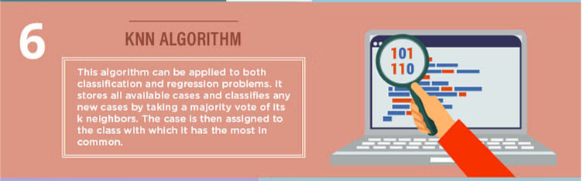 6
KNN ALGORITHM
This algorithm can be applied to both
classification and regression problems. It
stores all available cases and classifies any
new cases by taking a majority vote of its
k neighbors. The case is then assigned to
the class with which it has the most in
common.
101
110